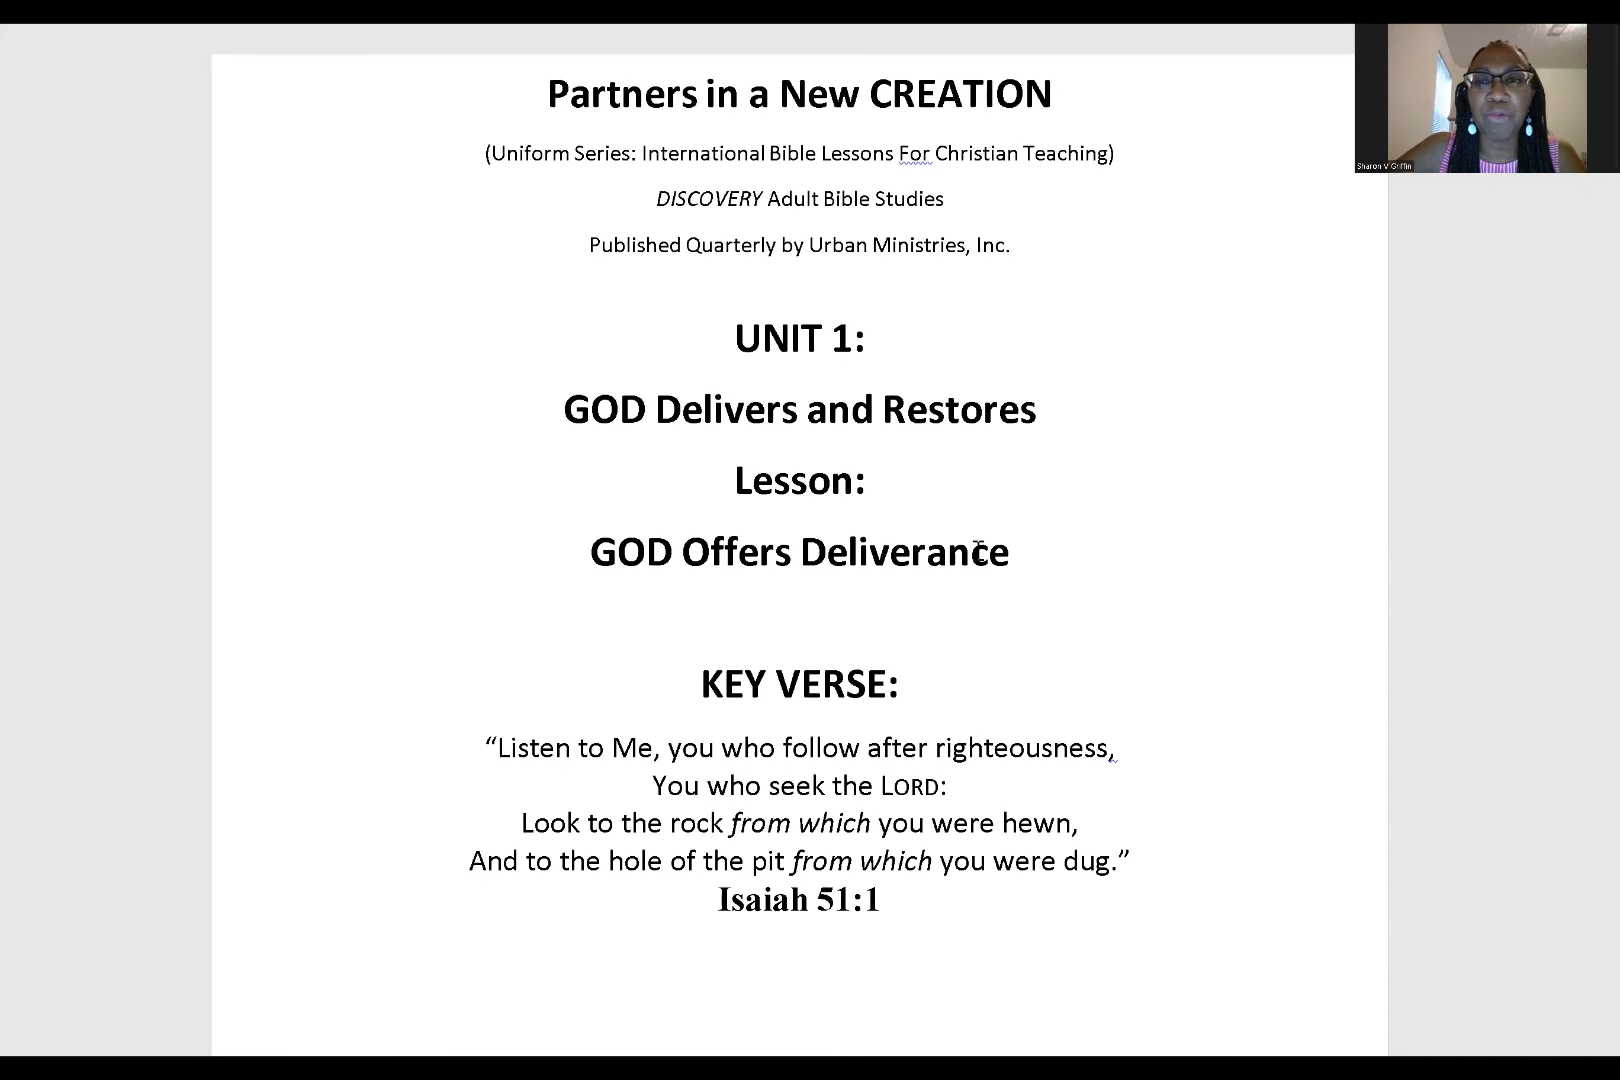 Partners in a New CREATION
Sharon V Griffin
(Uniform Series: International Bible Lessons For Christian Teaching)
DISCOVERY Adult Bible Studies
Published Quarterly by Urban Ministries, Inc.
UNIT 1:
GOD Delivers and Restores
Lesson:
GOD Offers Deliverance
KEY VERSE:
“Listen to Me, you who follow after righteousness,
You who seek the LORD:
Look to the rock from which you were hewn,
And to the hole of the pit from which you were dug.”
Isaiah 51:1